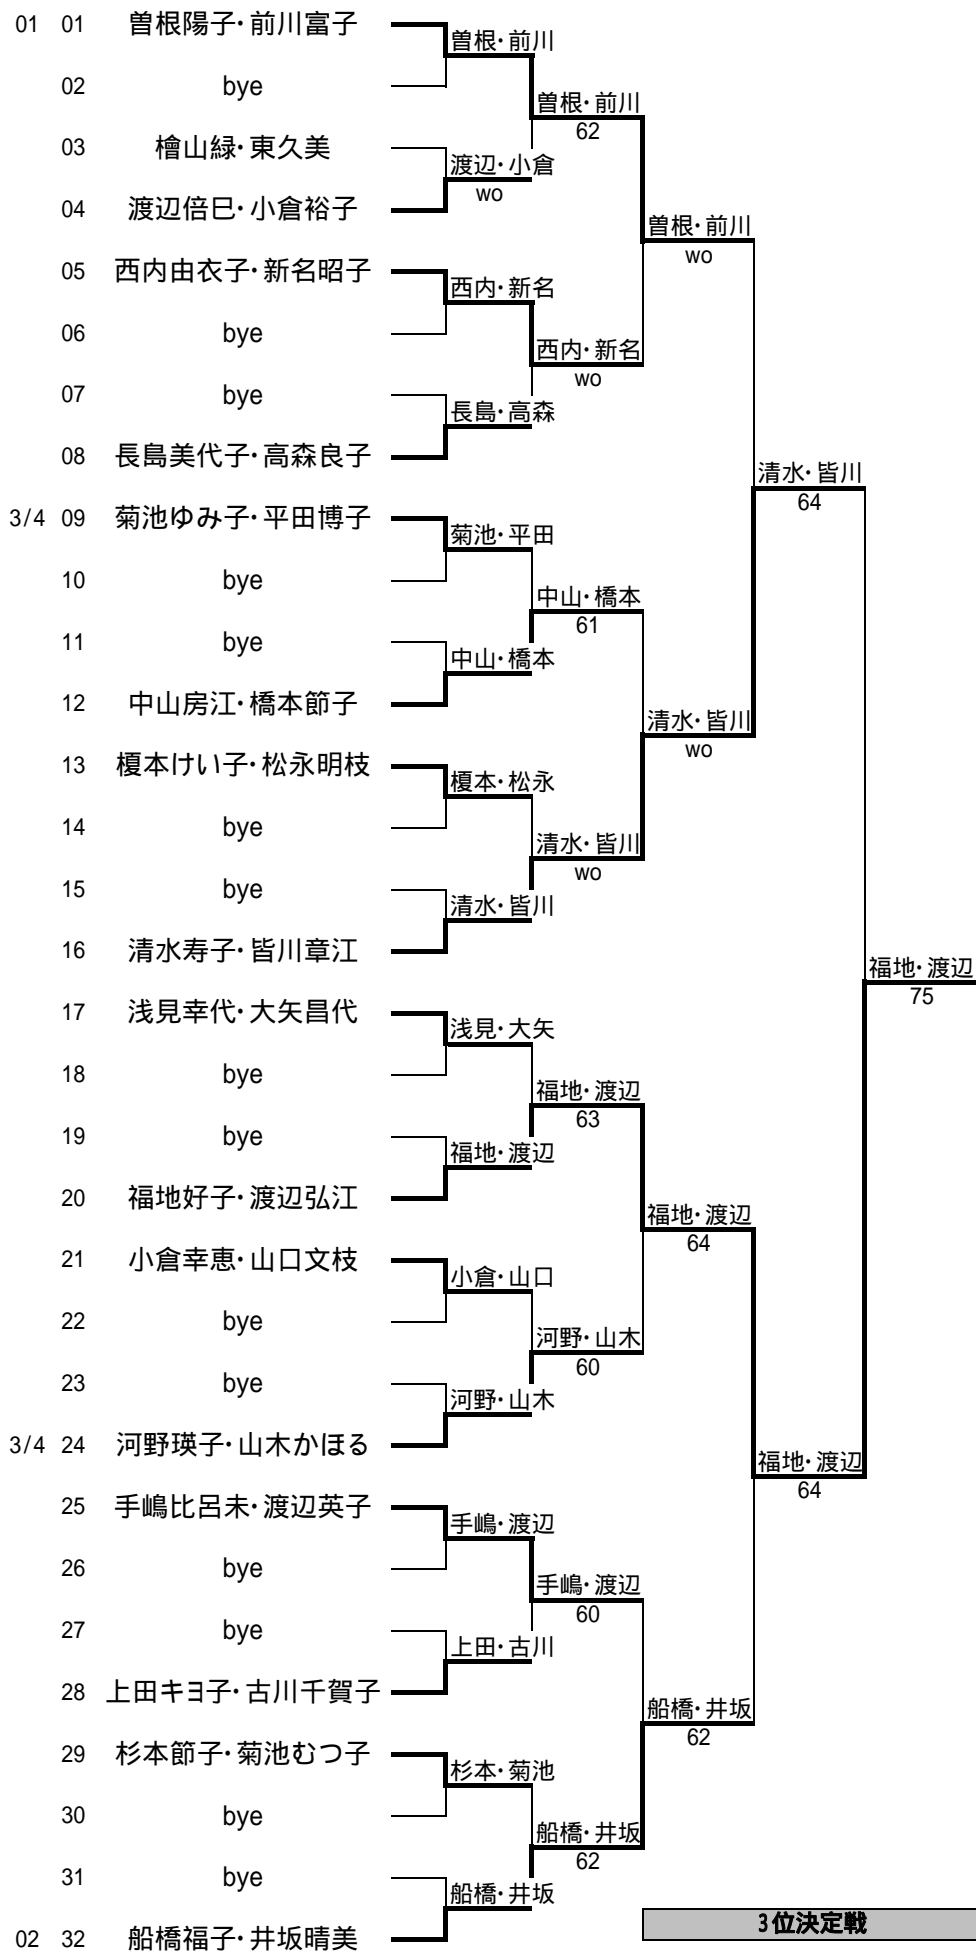 01 01 曽根陽子・前川富子
曽根・前川
02 bye
曽根・前川
62
03 檜山緑・東久美
渡辺・小倉
wo
04 渡辺倍巳・小倉裕子
曽根・前川
wo
05 西内由衣子・新名昭子
西内・新名
06 bye
西内・新名
wo
07 bye
長島・高森
08 長島美代子・高森良子
清水・皆川
64
3/4 09 菊池ゆみ子・平田博子
菊池・平田
10 bye
中山・橋本
61
11 bye
中山・橋本
12 中山房江・橋本節子
清水・皆川
wo
13 榎本けい子・松永明枝
榎本・松永
14 bye
清水・皆川
wo
15 bye
清水・皆川
16 清水寿子・皆川章江
福地・渡辺
75
17 浅見幸代・大矢昌代
浅見・大矢
18 bye
福地・渡辺
63
19 bye
福地・渡辺
20 福地好子・渡辺弘江
福地・渡辺
64
21 小倉幸恵・山口文枝
小倉・山口
22 bye
河野・山木
60
23 bye
河野・山木
3/4 24 河野瑛子・山木かほる
福地・渡辺
64
25 手嶋比呂未・渡辺英子
手嶋・渡辺
26 bye
手嶋・渡辺
60
27 bye
上田・古川
28 上田キヨ子・古川千賀子
船橋・井坂
62
29 杉本節子・菊池むつ子
杉本・菊池
30 bye
船橋・井坂
62
31 bye
船橋・井坂
3位決定戦
02 32 船橋福子・井坂晴美